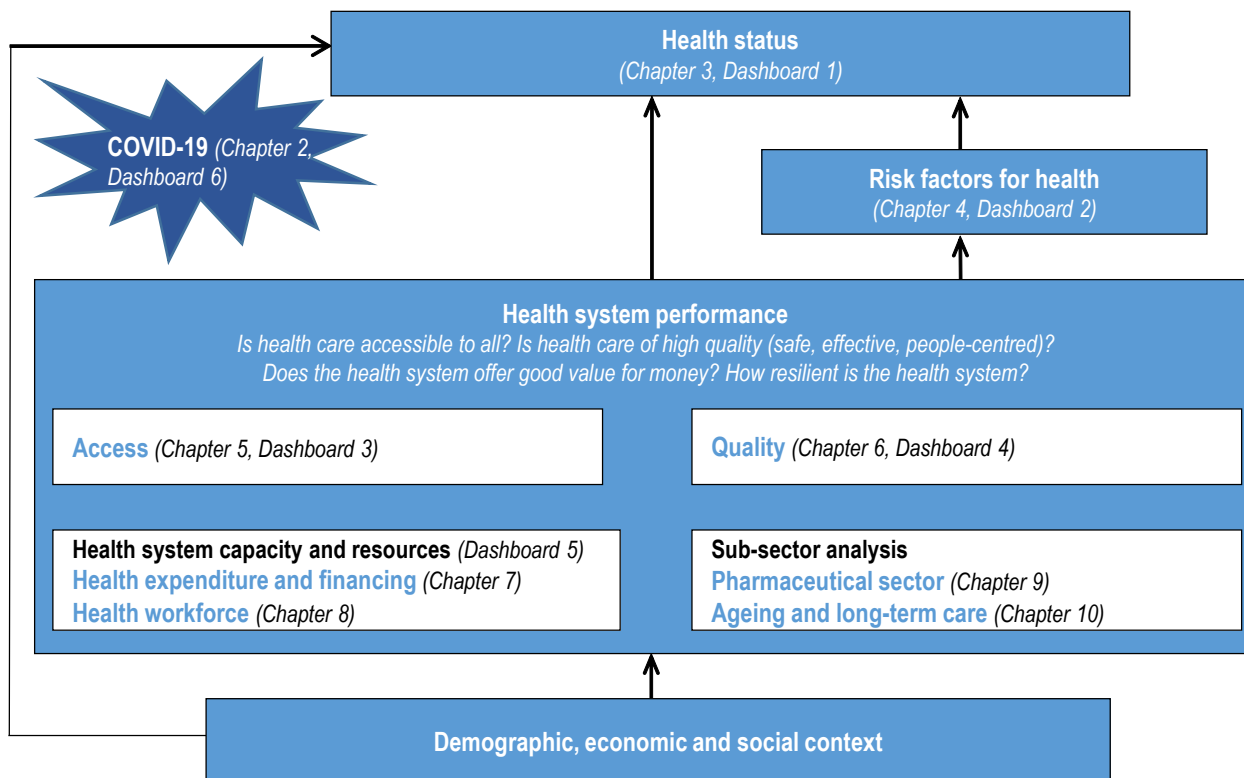 Health status
(Chapter 3, Dashboard 1)
COVID-19 (Chapter 2,
Dashboard 6)
Risk factors for health
(Chapter 4, Dashboard 2)
Health system performance
Is health care accessible to all? Is health care of high quality (safe, effective, people-centred)?
Does the health system offer good value for money? How resilient is the health system?
Access (Chapter 5, Dashboard 3)
Quality (Chapter 6, Dashboard 4)
Health system capacity and resources (Dashboard 5)
Health expenditure and financing (Chapter 7)
Health workforce (Chapter 8)
Sub-sector analysis
Pharmaceutical sector (Chapter 9)
Ageing and long-term care (Chapter 10)
Demographic, economic and social context